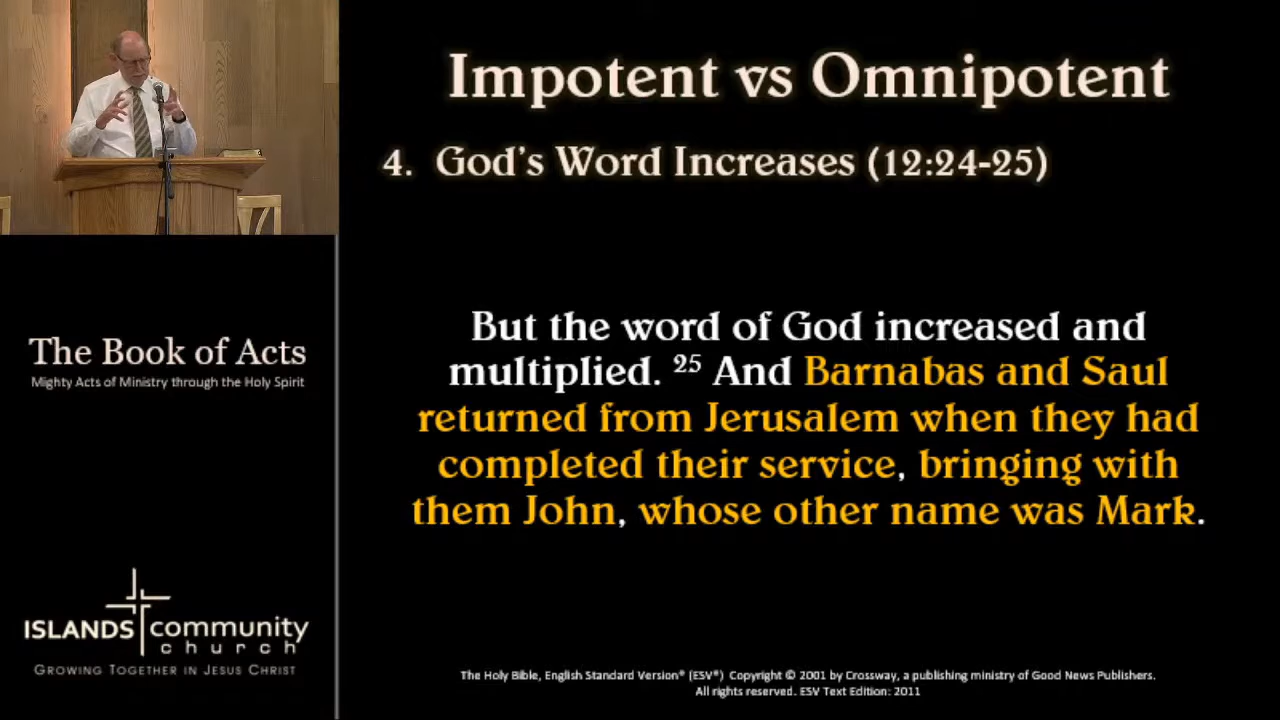 Impotent vs Omnipotent
4. God's Word Increases (12:24-25)
But the word of God increased and
multiplied. ²⁵ And Barnabas and Saul
returned from Jerusalem when they had
completed their service, bringing with
them John, whose other name was Mark.
The Book of Acts
Mighty Acts of Ministry through the Holy Spirit
ISLANDS community
church
GROWING TOGETHER IN JESUS CHRIST
The Holy Bible, English Standard Version® (ESV®) Copyright © 2001 by Crossway, a publishing ministry of Good News Publishers.
All rights reserved. ESV Text Edition: 2011